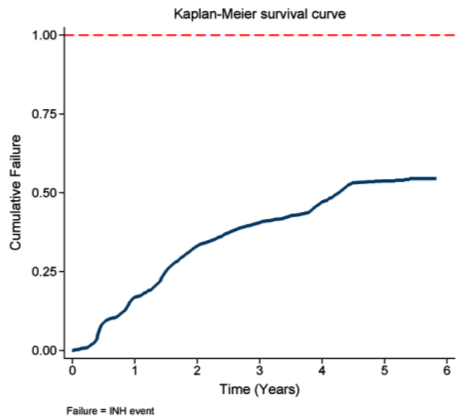 Kaplan-Meier survival curve
1.00
0.75
0.50
0.25
0.00
Cumulative Failure
0 1 2 3 4 5 6
Time (Years)
Failure = INH event